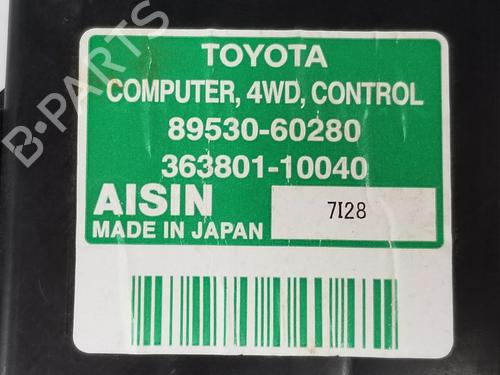 B-PARTS
TOYOTA
COMPUTER, 4WD, CONTROL
89530-60280
363801-10040
AISIN
7I28
MADE IN JAPAN